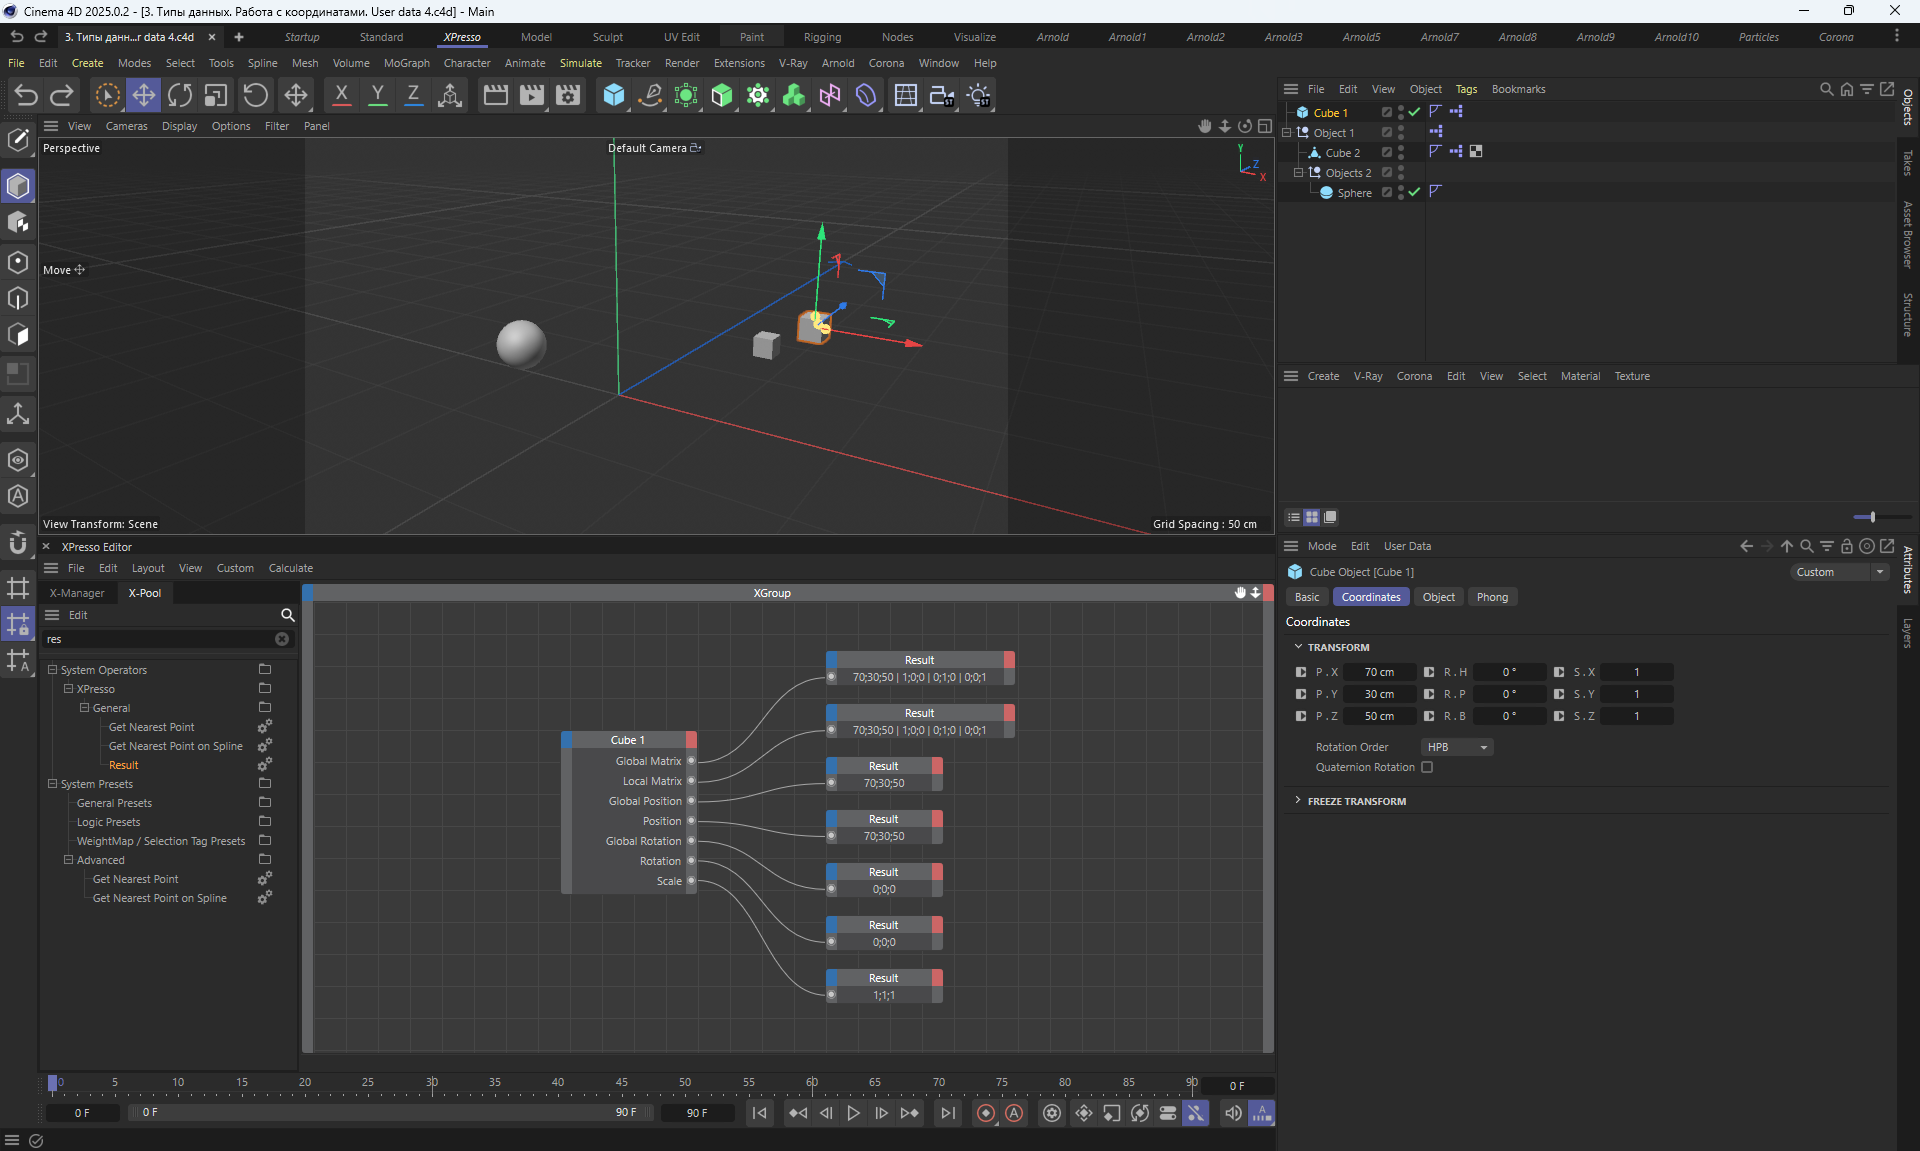 Cinema 4D 2025.0.2 - [3. Типы данных. Работа с координатами. User data 4.c4d] - Main
3. Типы данн...r data 4.c4d
Startup Standard XPresso Model Sculpt UV Edit Paint Rigging Nodes Visualize Arnold Arnold1 Arnold2 Arnold3 Arnold5 Arnold7 Arnold8 Arnold9 Arnold10 Particles Corona
File Edit Create Modes Select Tools Spline Mesh Volume MoGraph Character Animate Simulate Tracker Render Extensions V-Ray Arnold Corona Window Help
X Y Z
ST
ST
View Cameras Display Options Filter Panel
Perspective
Default Camera
Y
Z
X
Move
View Transform: Scene
Grid Spacing : 50 cm
File Edit View Object Tags Bookmarks
Cube 1
Object 1
Cube 2
Objects 2
Sphere
Objects
Takes
Asset Browser
Structure
Create V-Ray Corona Edit View Select Material Texture
XPresso Editor
File Edit Layout View Custom Calculate
X-Manager X-Pool
Edit
res
System Operators
XPresso
General
Get Nearest Point
Get Nearest Point on Spline
Result
System Presets
General Presets
Logic Presets
WeightMap / Selection Tag Presets
Advanced
Get Nearest Point
Get Nearest Point on Spline
XGroup
Cube 1
Global Matrix
Local Matrix
Global Position
Position
Global Rotation
Rotation
Scale
Result
70;30;50 | 1;0;0 | 0;1;0 | 0;0;1
Result
70;30;50 | 1;0;0 | 0;1;0 | 0;0;1
Result
70;30;50
Result
70;30;50
Result
0;0;0
Result
0;0;0
Result
1;1;1
Mode Edit User Data
Cube Object [Cube 1]
Custom
Basic Coordinates Object Phong
Coordinates
TRANSFORM
P . X 70 cm R . H 0 ° S . X 1
P . Y 30 cm R . P 0 ° S . Y 1
P . Z 50 cm R . B 0 ° S . Z 1
Rotation Order HPB
Quaternion Rotation
FREEZE TRANSFORM
Attributes
Layers
0 5 10 15 20 25 30 35 40 45 50 55 60 65 70 75 80 85 90 0 F
0 F 0 F 90 F 90 F
A
A